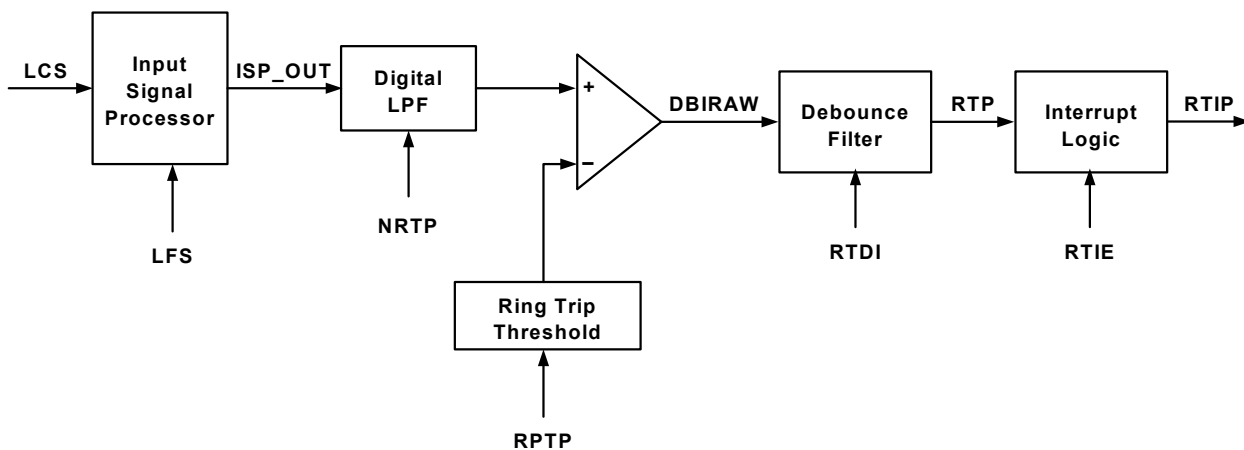 LCS
Input
Signal
Processor
ISP_OUT
Digital
LPF
+
–
DBIRAW
Debounce
Filter
RTP
Interrupt
Logic
RTIP
LFS
NRTP
RTDI
RTIE
Ring Trip
Threshold
RPTP